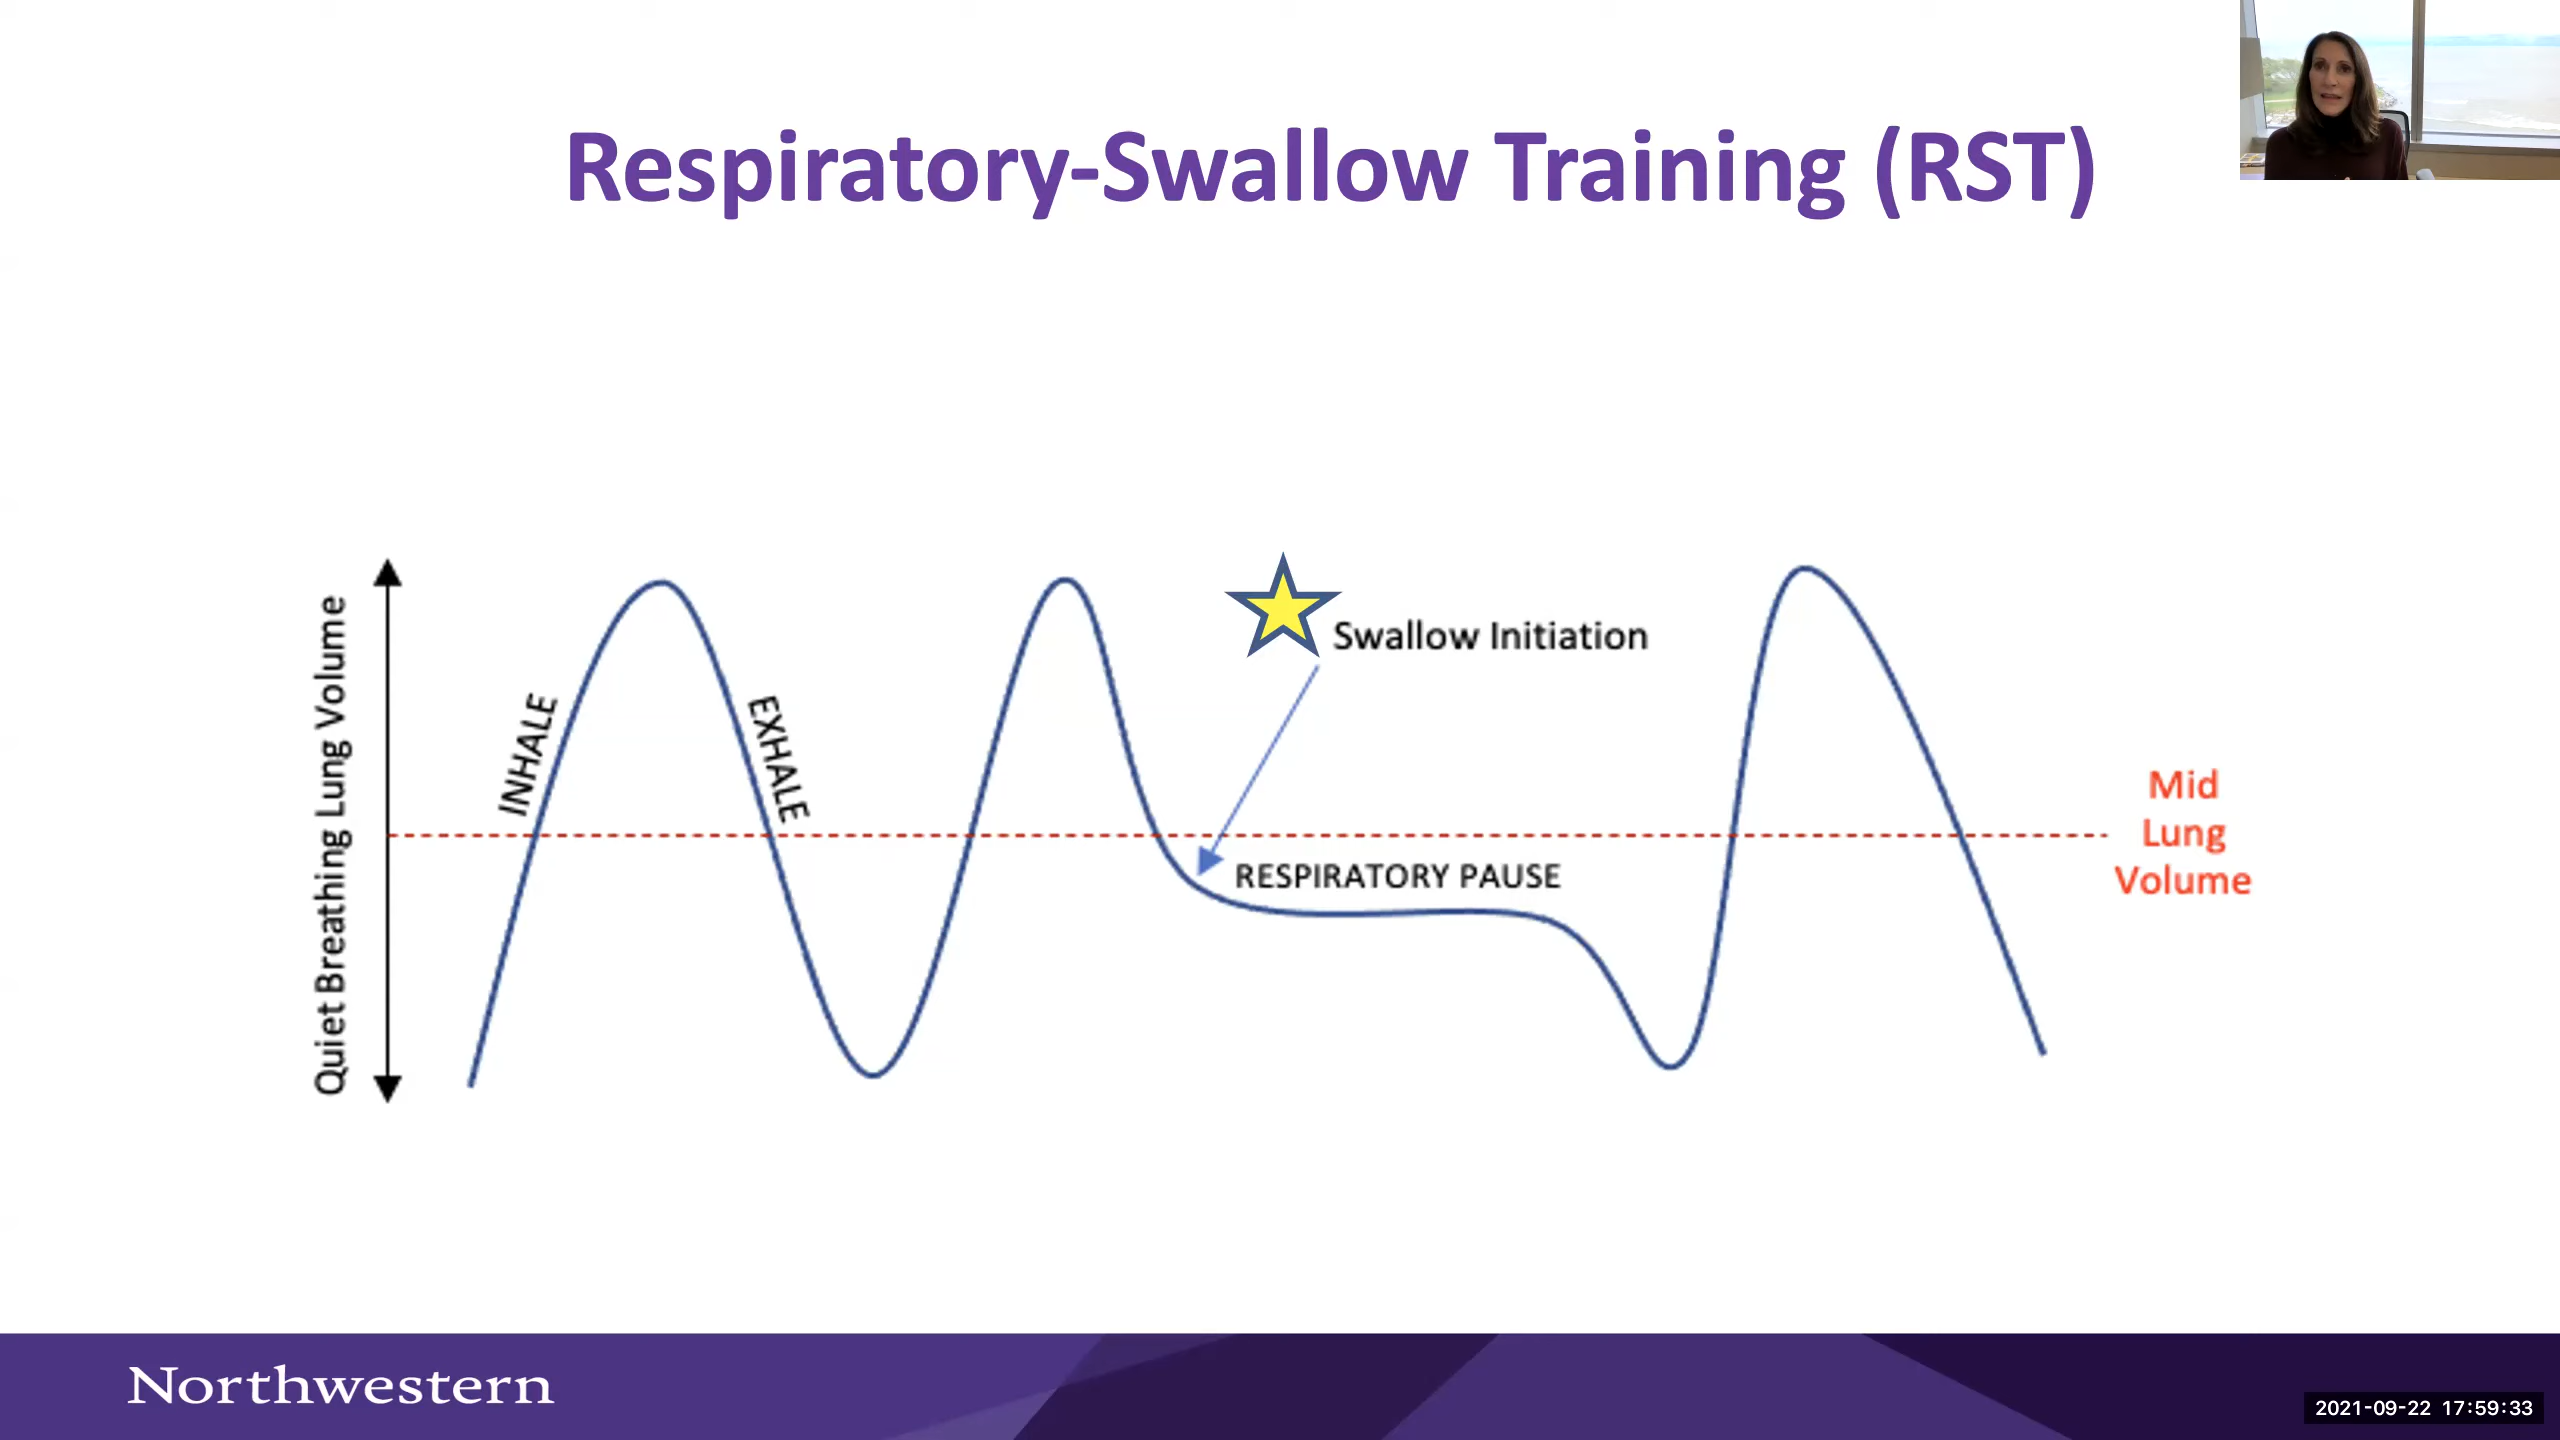 Respiratory-Swallow Training (RST)
Quiet Breathing Lung Volume
INHALE
EXHALE
Swallow Initiation
RESPIRATORY PAUSE
Mid
Lung
Volume
Northwestern
2021-09-22 17:59:33